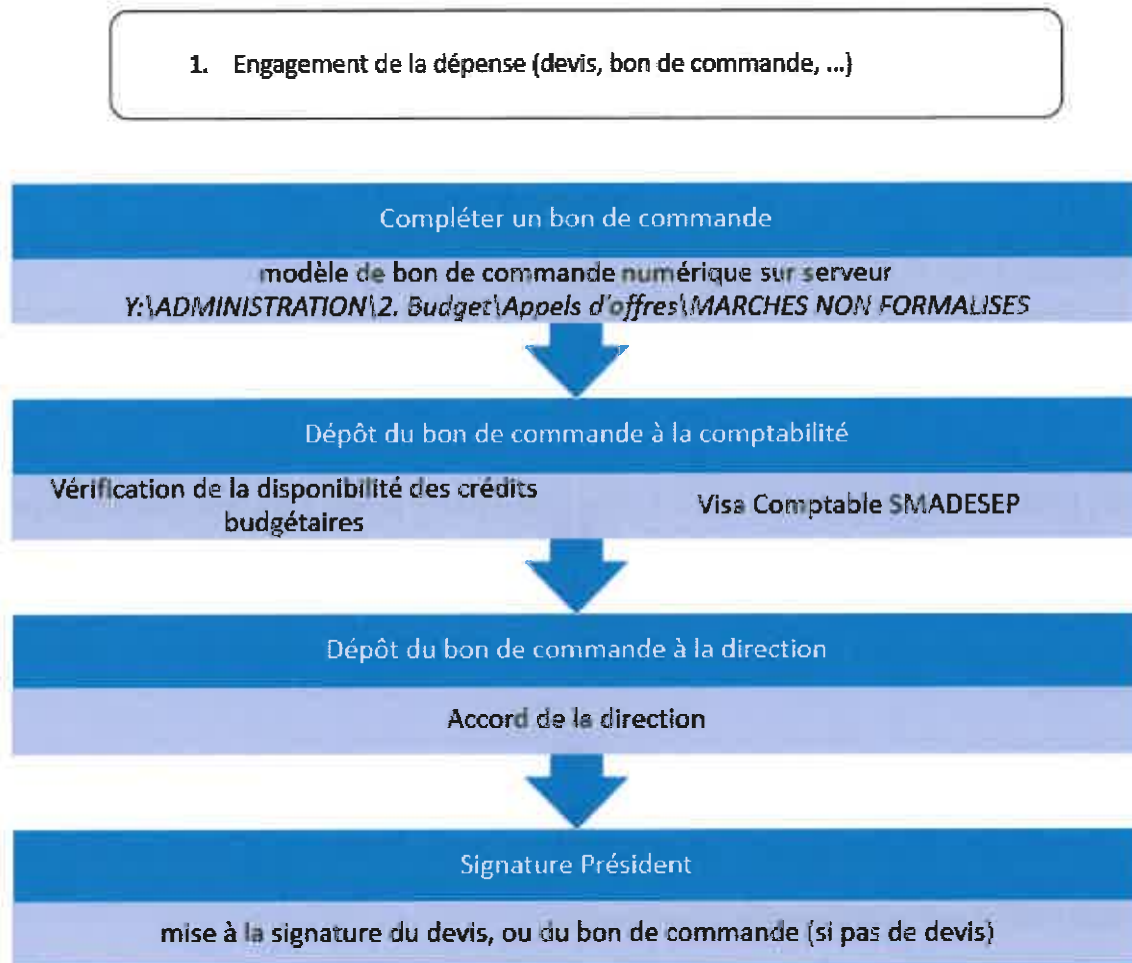 1. Engagement de la dépense (devis, bon de commande, ...)
Compléter un bon de commande
modèle de bon de commande numérique sur serveur
Y:\ADMINISTRATION\2. Budget\Appels d'offres\MARCHES NON FORMALISES
Dépôt du bon de commande à la comptabilité
Vérification de la disponibilité des crédits
budgétaires
Visa Comptable SMADESEP
Dépôt du bon de commande à la direction
Accord de la direction
Signature Président
mise à la signature du devis, ou du bon de commande (si pas de devis)